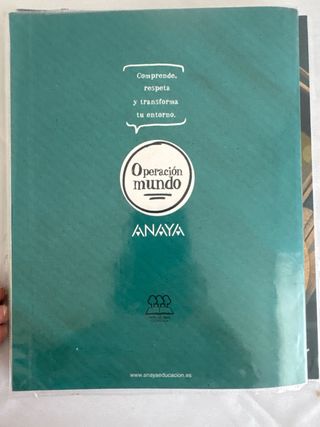 Comprende,
respeta
y transforma
tu entorno.
Operación
mundo
ANAYA
www.anayaeducacion.es